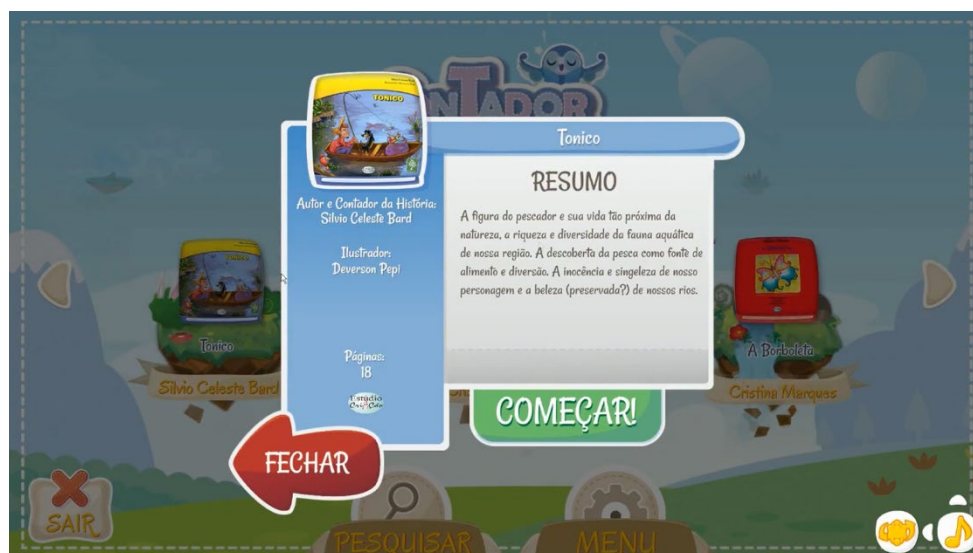 CONTADOR
TONICO
Tonico
Autor e Contador da História:
Silvio Celeste Bard
Ilustrador:
Deverson Pepi
Páginas:
18
RESUMO
A figura do pescador e sua vida tão próxima da
natureza, a riqueza e diversidade da fauna aquática
de nossa região. A descoberta da pesca como fonte de
alimento e diversão. A inocência e singeleza de nosso
personagem e a beleza (preservada?) de nossos rios.
COMEÇAR!
FECHAR
Tonico
Silvio Celeste Bard
A Borboleta
Cristina Marques
SAIR
PESQUISAR
MENU